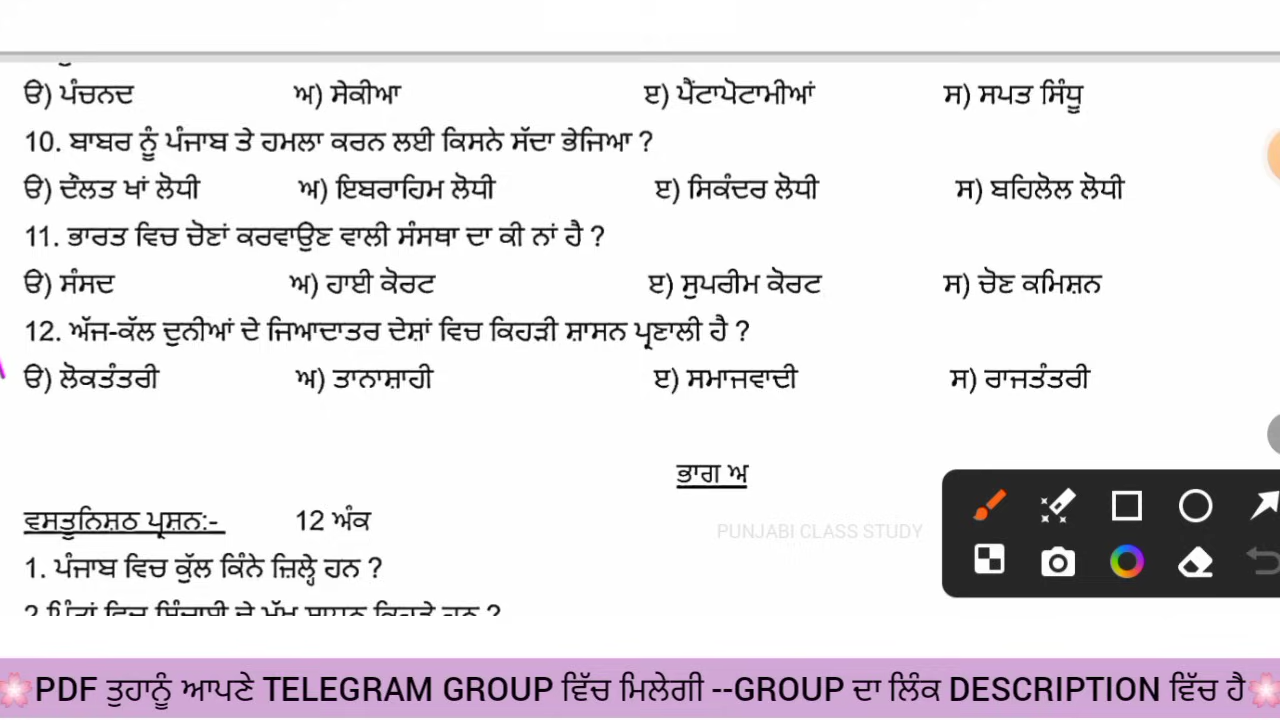 ੳ) ਪੰਚਨਦ ਅ) ਸੇਕੀਆ ੲ) ਪੈਂਟਾਪੋਟਾਮੀਆਂ ਸ) ਸਪਤ ਸਿੰਧੂ
10. ਬਾਬਰ ਨੂੰ ਪੰਜਾਬ ਤੇ ਹਮਲਾ ਕਰਨ ਲਈ ਕਿਸਨੇ ਸੱਦਾ ਭੇਜਿਆ ?
ੳ) ਦੌਲਤ ਖਾਂ ਲੋਧੀ ਅ) ਇਬਰਾਹਿਮ ਲੋਧੀ ੲ) ਸਿਕੰਦਰ ਲੋਧੀ ਸ) ਬਹਿਲੋਲ ਲੋਧੀ
11. ਭਾਰਤ ਵਿਚ ਚੋਣਾਂ ਕਰਵਾਉਣ ਵਾਲੀ ਸੰਸਥਾ ਦਾ ਕੀ ਨਾਂ ਹੈ ?
ੳ) ਸੰਸਦ ਅ) ਹਾਈ ਕੋਰਟ ੲ) ਸੁਪਰੀਮ ਕੋਰਟ ਸ) ਚੋਣ ਕਮਿਸ਼ਨ
12. ਅੱਜ-ਕੱਲ ਦੁਨੀਆਂ ਦੇ ਜਿਆਦਾਤਰ ਦੇਸ਼ਾਂ ਵਿਚ ਕਿਹੜੀ ਸ਼ਾਸਨ ਪ੍ਰਣਾਲੀ ਹੈ ?
ੳ) ਲੋਕਤੰਤਰੀ ਅ) ਤਾਨਾਸ਼ਾਹੀ ੲ) ਸਮਾਜਵਾਦੀ ਸ) ਰਾਜਤੰਤਰੀ
ਭਾਗ ਅ
ਵਸਤੂਨਿਸ਼ਠ ਪ੍ਰਸ਼ਨ:- 12 ਅੰਕ
PUNJABI CLASS STUDY
1. ਪੰਜਾਬ ਵਿਚ ਕੁੱਲ ਕਿੰਨੇ ਜ਼ਿਲ੍ਹੇ ਹਨ ?
PDF ਤੁਹਾਨੂੰ ਆਪਣੇ TELEGRAM GROUP ਵਿੱਚ ਮਿਲੇਗੀ --GROUP ਦਾ ਲਿੰਕ DESCRIPTION ਵਿੱਚ ਹੈ